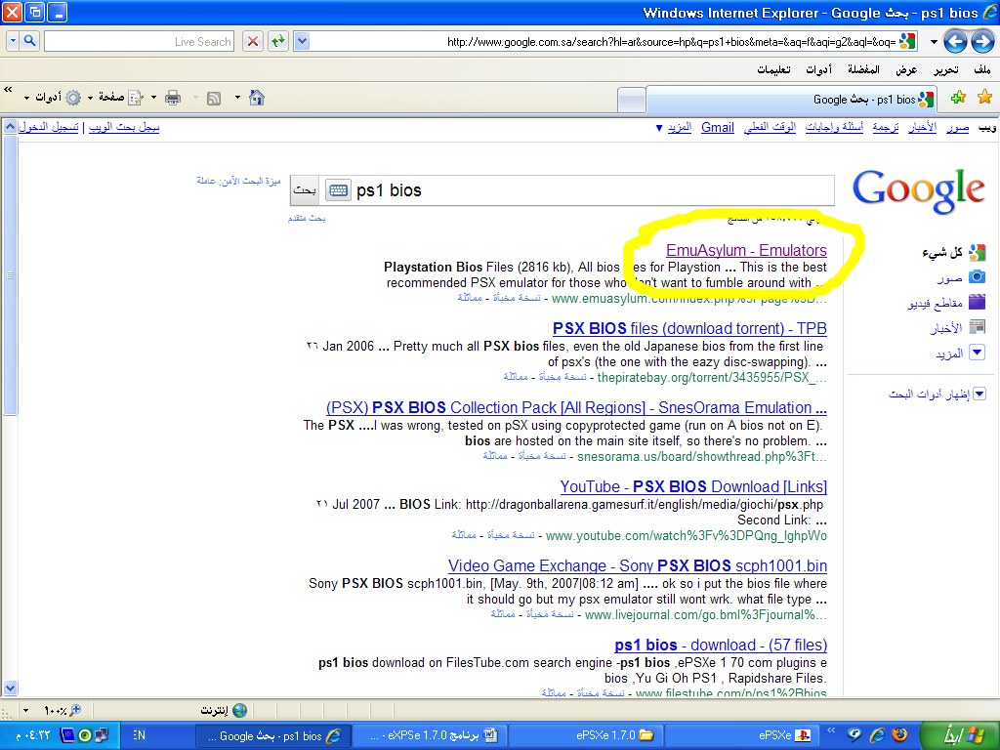 ps1 bios - بحث Google - Windows Internet Explorer
http://www.google.com.sa/search?hl=ar&source=hp&q=ps1+bios&meta=&aq=f&aqi=g2&aql=&oq=
Live Search
ملف تحرير عرض المفضلة أدوات تعليمات
ps1 bios - بحث Google
صفحة أدوات
ويب صور الأخبار ترجمة أسئلة وإجابات الوقت الفعلي Gmail المزيد ▼
سجل بحث الويب | تسجيل الدخول
Google
ps1 bios
بحث
ميزة البحث الآمن: عاملة
بحث متقدم
كل شيء
صور
مقاطع فيديو
الأخبار
المزيد
إظهار أدوات البحث
من النتائج
EmuAsylum - Emulators
Playstation Bios Files (2816 kb), All bios files for Playstion ... This is the best
recommended PSX emulator for those who don't want to fumble around with ...
www.emuasylum.com/index.php%3Fpage%3D... - نسخة مخبأة - مماثلة
PSX BIOS files (download torrent) - TPB
٢٦ Jan 2006 ... Pretty much all PSX bios files, even the old Japanese bios from the first line
of psx's (the one with the eazy disc-swapping). ...
thepiratebay.org/torrent/3435955/PSX_... - نسخة مخبأة - مماثلة
(PSX) PSX BIOS Collection Pack [All Regions] - SnesOrama Emulation ...
The PSX ....I was wrong, tested on pSX using copyprotected game (run on A bios not on E).
bios are hosted on the main site itself, so there's no problem. ...
snesorama.us/board/showthread.php%3Ft... - نسخة مخبأة - مماثلة
YouTube - PSX BIOS Download [Links]
٢١ Jul 2007 ... BIOS Link: http://dragonballarena.gamesurf.it/english/media/giochi/psx.php
Second Link: ...
www.youtube.com/watch%3Fv%3DPQng_lghpWo - نسخة مخبأة - مماثلة
Video Game Exchange - Sony PSX BIOS scph1001.bin
Sony PSX BIOS scph1001.bin, [May. 9th, 2007|08:12 am] .... ok so i put the bios file where
it should go but my psx emulator still wont wrk. what file type ...
www.livejournal.com/go.bml%3Fjournal%... - نسخة مخبأة - مماثلة
ps1 bios - download - (57 files)
ps1 bios download on FilesTube.com search engine -ps1 bios ,ePSXe 1 70 com plugins e
bios ,Yu Gi Oh PS1 , Rapidshare Files.
www.filestube.com/p/ps1%2Bbios - نسخة مخبأة - مماثلة
إنترنت
١٠٠%
ابدأ
ePSXe
ePSXe 1.7.0
برنامج eXPSe 1.7.0 - ...
ps1 bios - بحث Google ...
EN
٠٤:٢٢ م